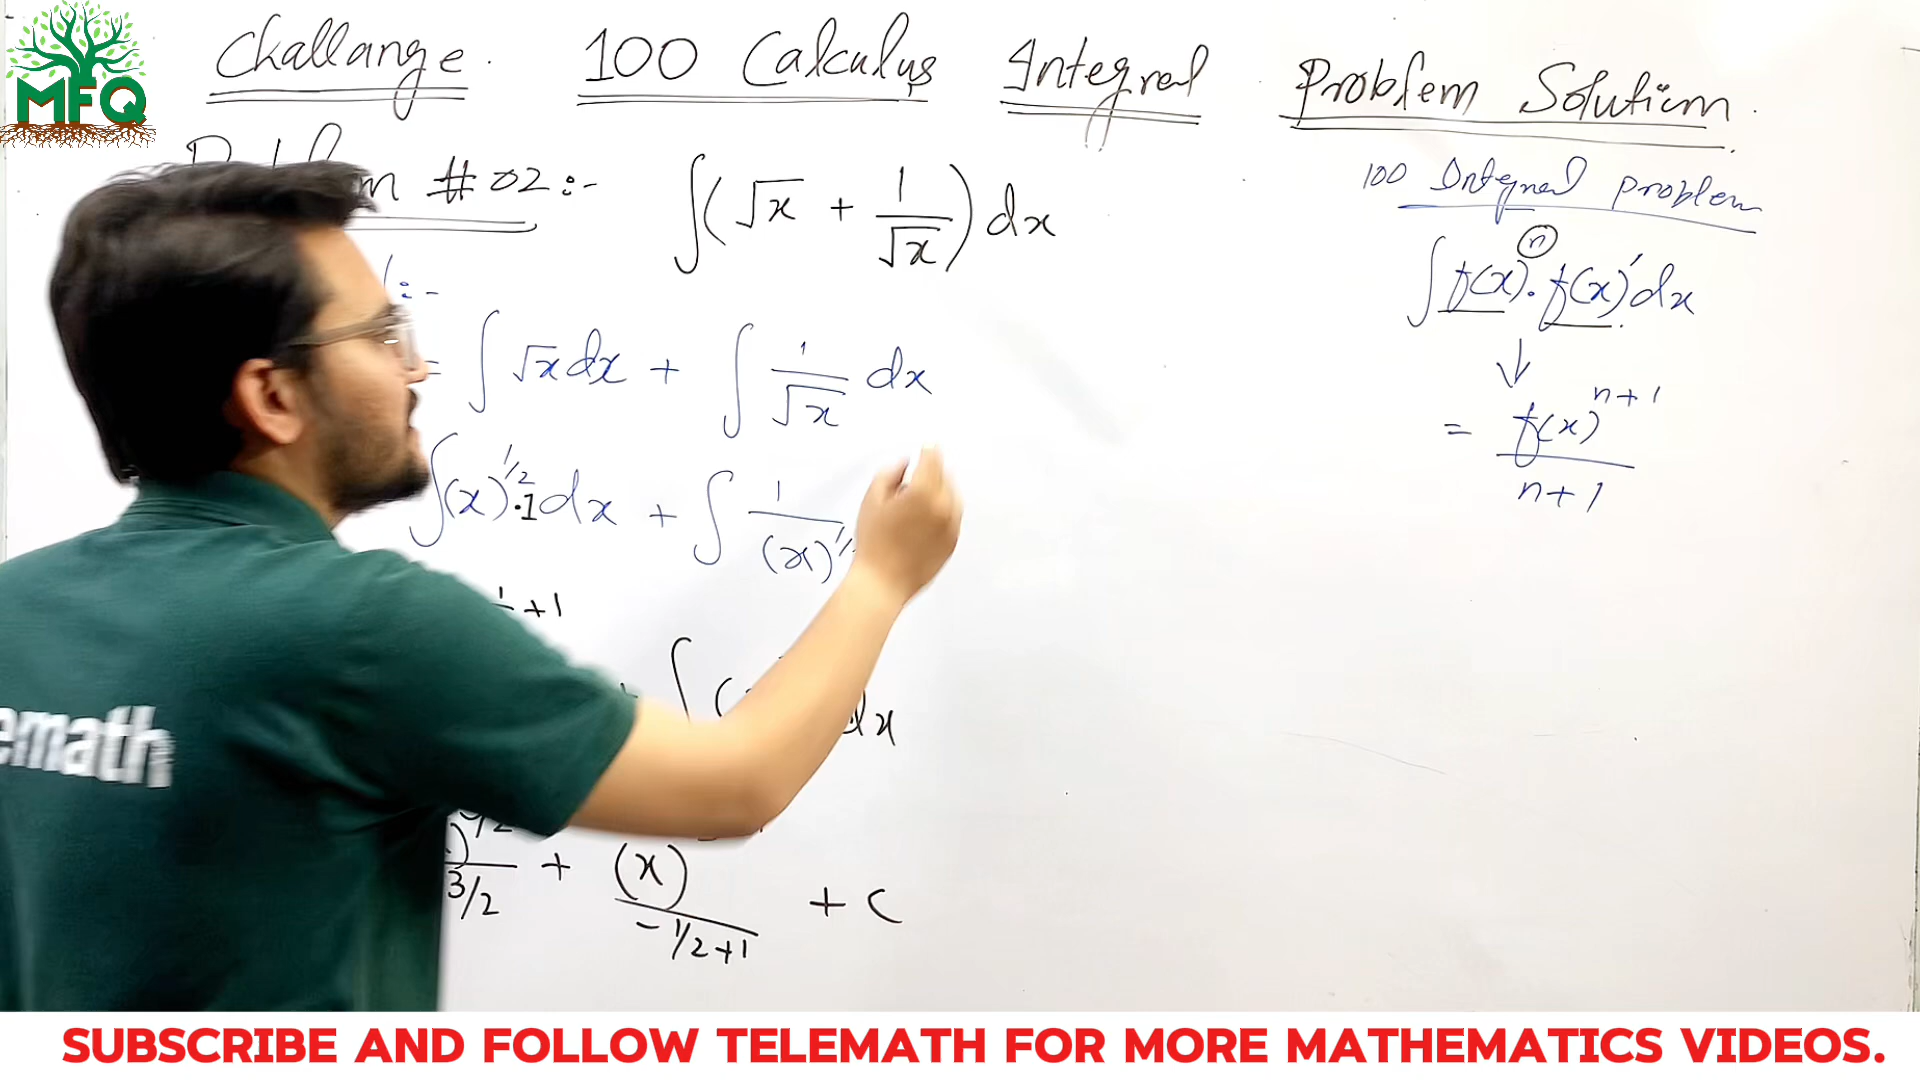 MFQ
Challange. 100 Calculus Integral Problem Solution.
#02:- ∫(√x + 1/√x) dx
100 Integral problem
∫f(x)ⁿ. f(x)′dx
= f(x)ⁿ⁺¹/n+1
:-
= ∫√x dx + ∫ 1/√x dx
∫(x)^1/2 .1 dx + ∫ 1/(x)
+1
∫( dx
3/2 + (x)/-1/2+1 + C
emath
SUBSCRIBE AND FOLLOW TELEMATH FOR MORE MATHEMATICS VIDEOS.